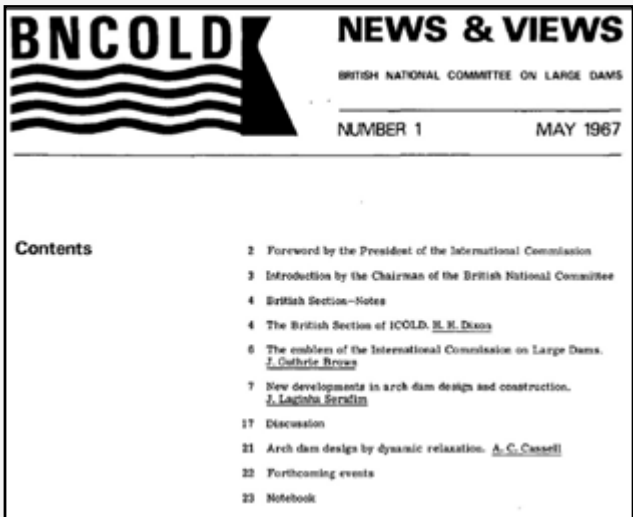 BNCOLD
NEWS & VIEWS
BRITISH NATIONAL COMMITTEE ON LARGE DAMS
NUMBER 1 MAY 1967
Contents
2 Foreword by the President of the International Commission
3 Introduction by the Chairman of the British National Committee
4 British Section—Notes
4 The British Section of ICOLD. H. H. Dixon
6 The emblem of the International Commission on Large Dams.
J. Guthrie Brown
7 New developments in arch dam design and construction.
J. Laginha Serafim
17 Discussion
21 Arch dam design by dynamic relaxation. A. C. Cassell
22 Forthcoming events
23 Notebook